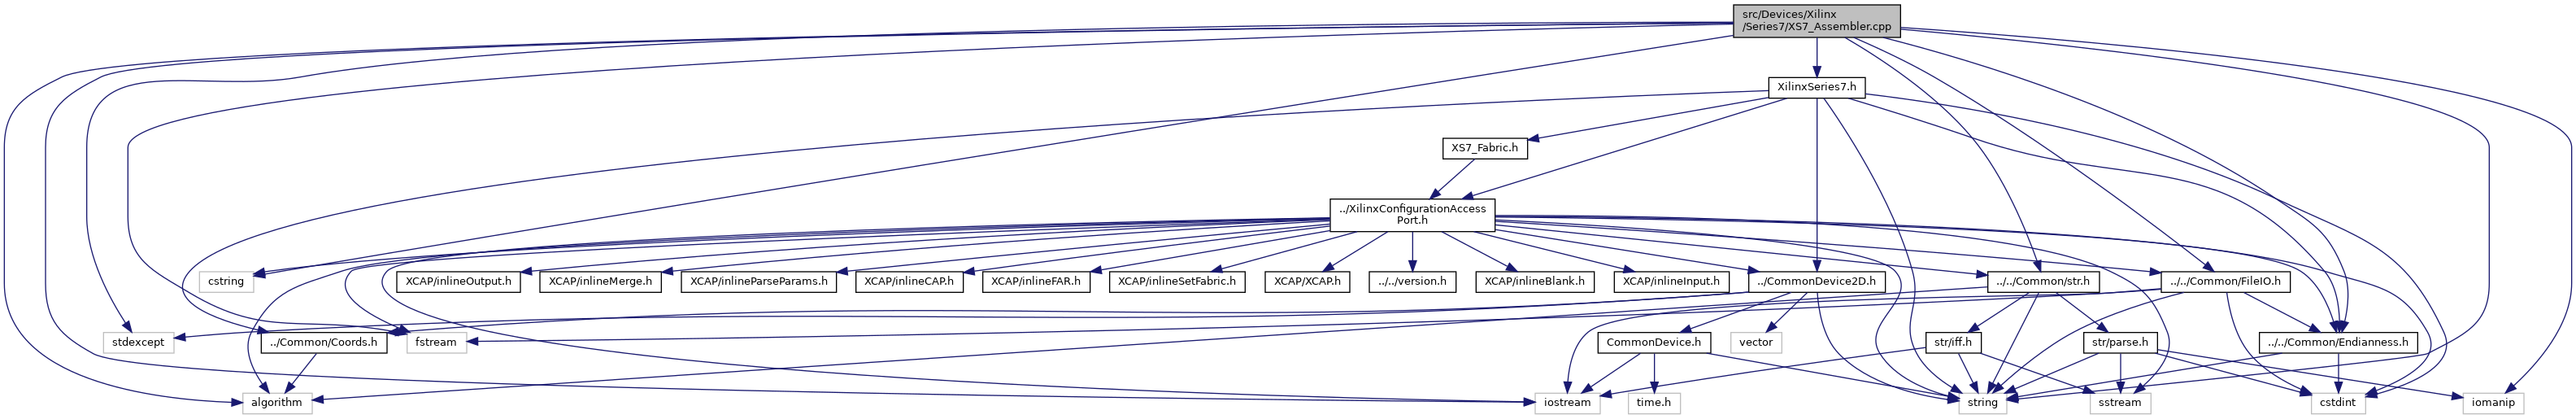 src/Devices/Xilinx
/Series7/XS7_Assembler.cpp
XilinxSeries7.h
XS7_Fabric.h
../XilinxConfigurationAccess
Port.h
cstring
XCAP/inlineOutput.h
XCAP/inlineMerge.h
XCAP/inlineParseParams.h
XCAP/inlineCAP.h
XCAP/inlineFAR.h
XCAP/inlineSetFabric.h
XCAP/XCAP.h
../../version.h
XCAP/inlineBlank.h
XCAP/inlineInput.h
../CommonDevice2D.h
../../Common/str.h
../../Common/FileIO.h
stdexcept
../Common/Coords.h
fstream
CommonDevice.h
vector
str/iff.h
str/parse.h
../../Common/Endianness.h
algorithm
iostream
time.h
string
sstream
cstdint
iomanip